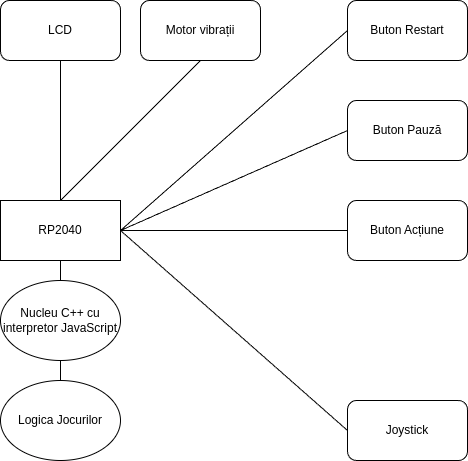 LCD
Motor vibrații
Buton Restart
Buton Pauză
RP2040
Buton Acțiune
Nucleu C++ cu
interpretor JavaScript
Logica Jocurilor
Joystick